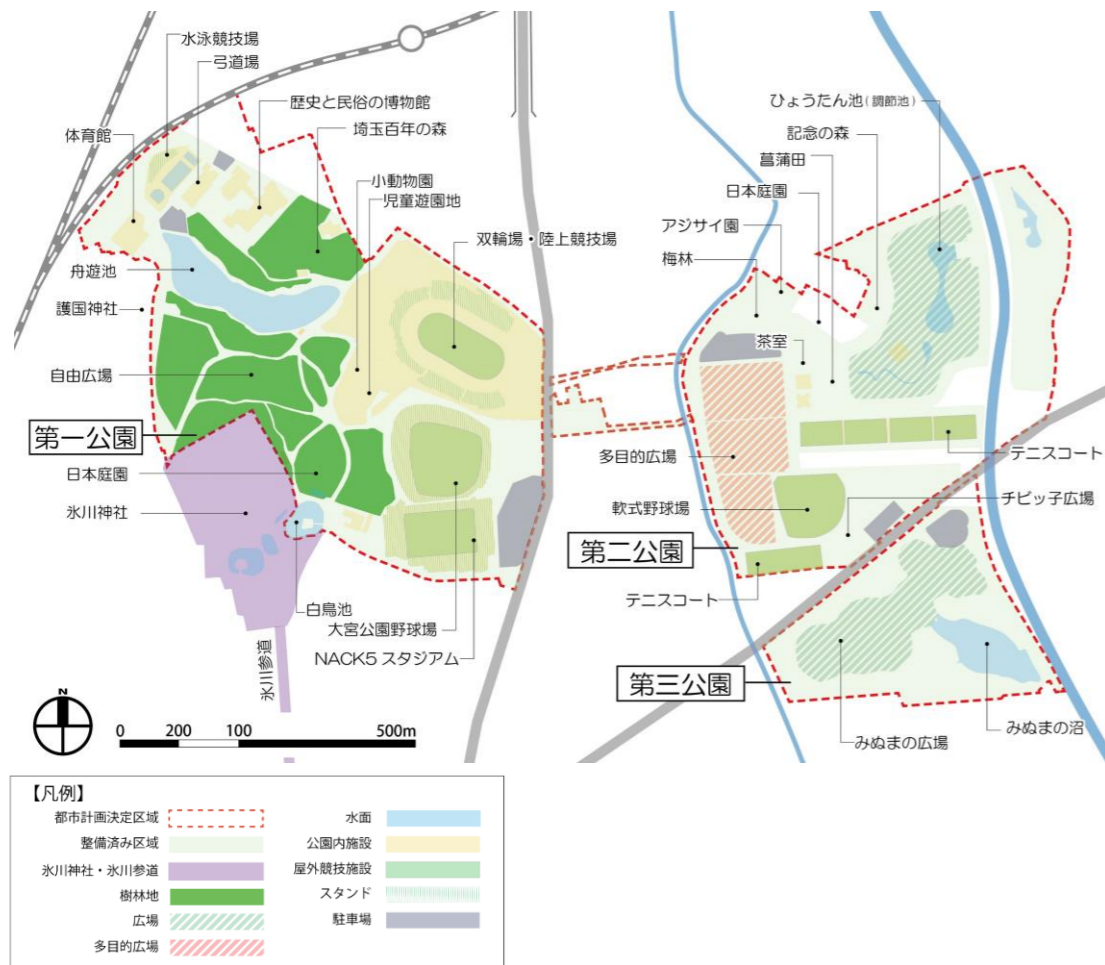 水泳競技場
弓道場
歴史と民俗の博物館
体育館
埼玉百年の森
小動物園
児童遊園地
双輪場・陸上競技場
舟遊池
護国神社
自由広場
第一公園
日本庭園
氷川神社
白鳥池
大宮公園野球場
NACK5 スタジアム
氷川参道
ひょうたん池(調節池)
記念の森
菖蒲田
日本庭園
アジサイ園
梅林
茶室
多目的広場
テニスコート
軟式野球場
チビッ子広場
第二公園
テニスコート
第三公園
みぬまの広場
みぬまの沼
N
0 200 100 500m
【凡例】
都市計画決定区域
整備済み区域
氷川神社・氷川参道
樹林地
広場
多目的広場
水面
公園内施設
屋外競技施設
スタンド
駐車場